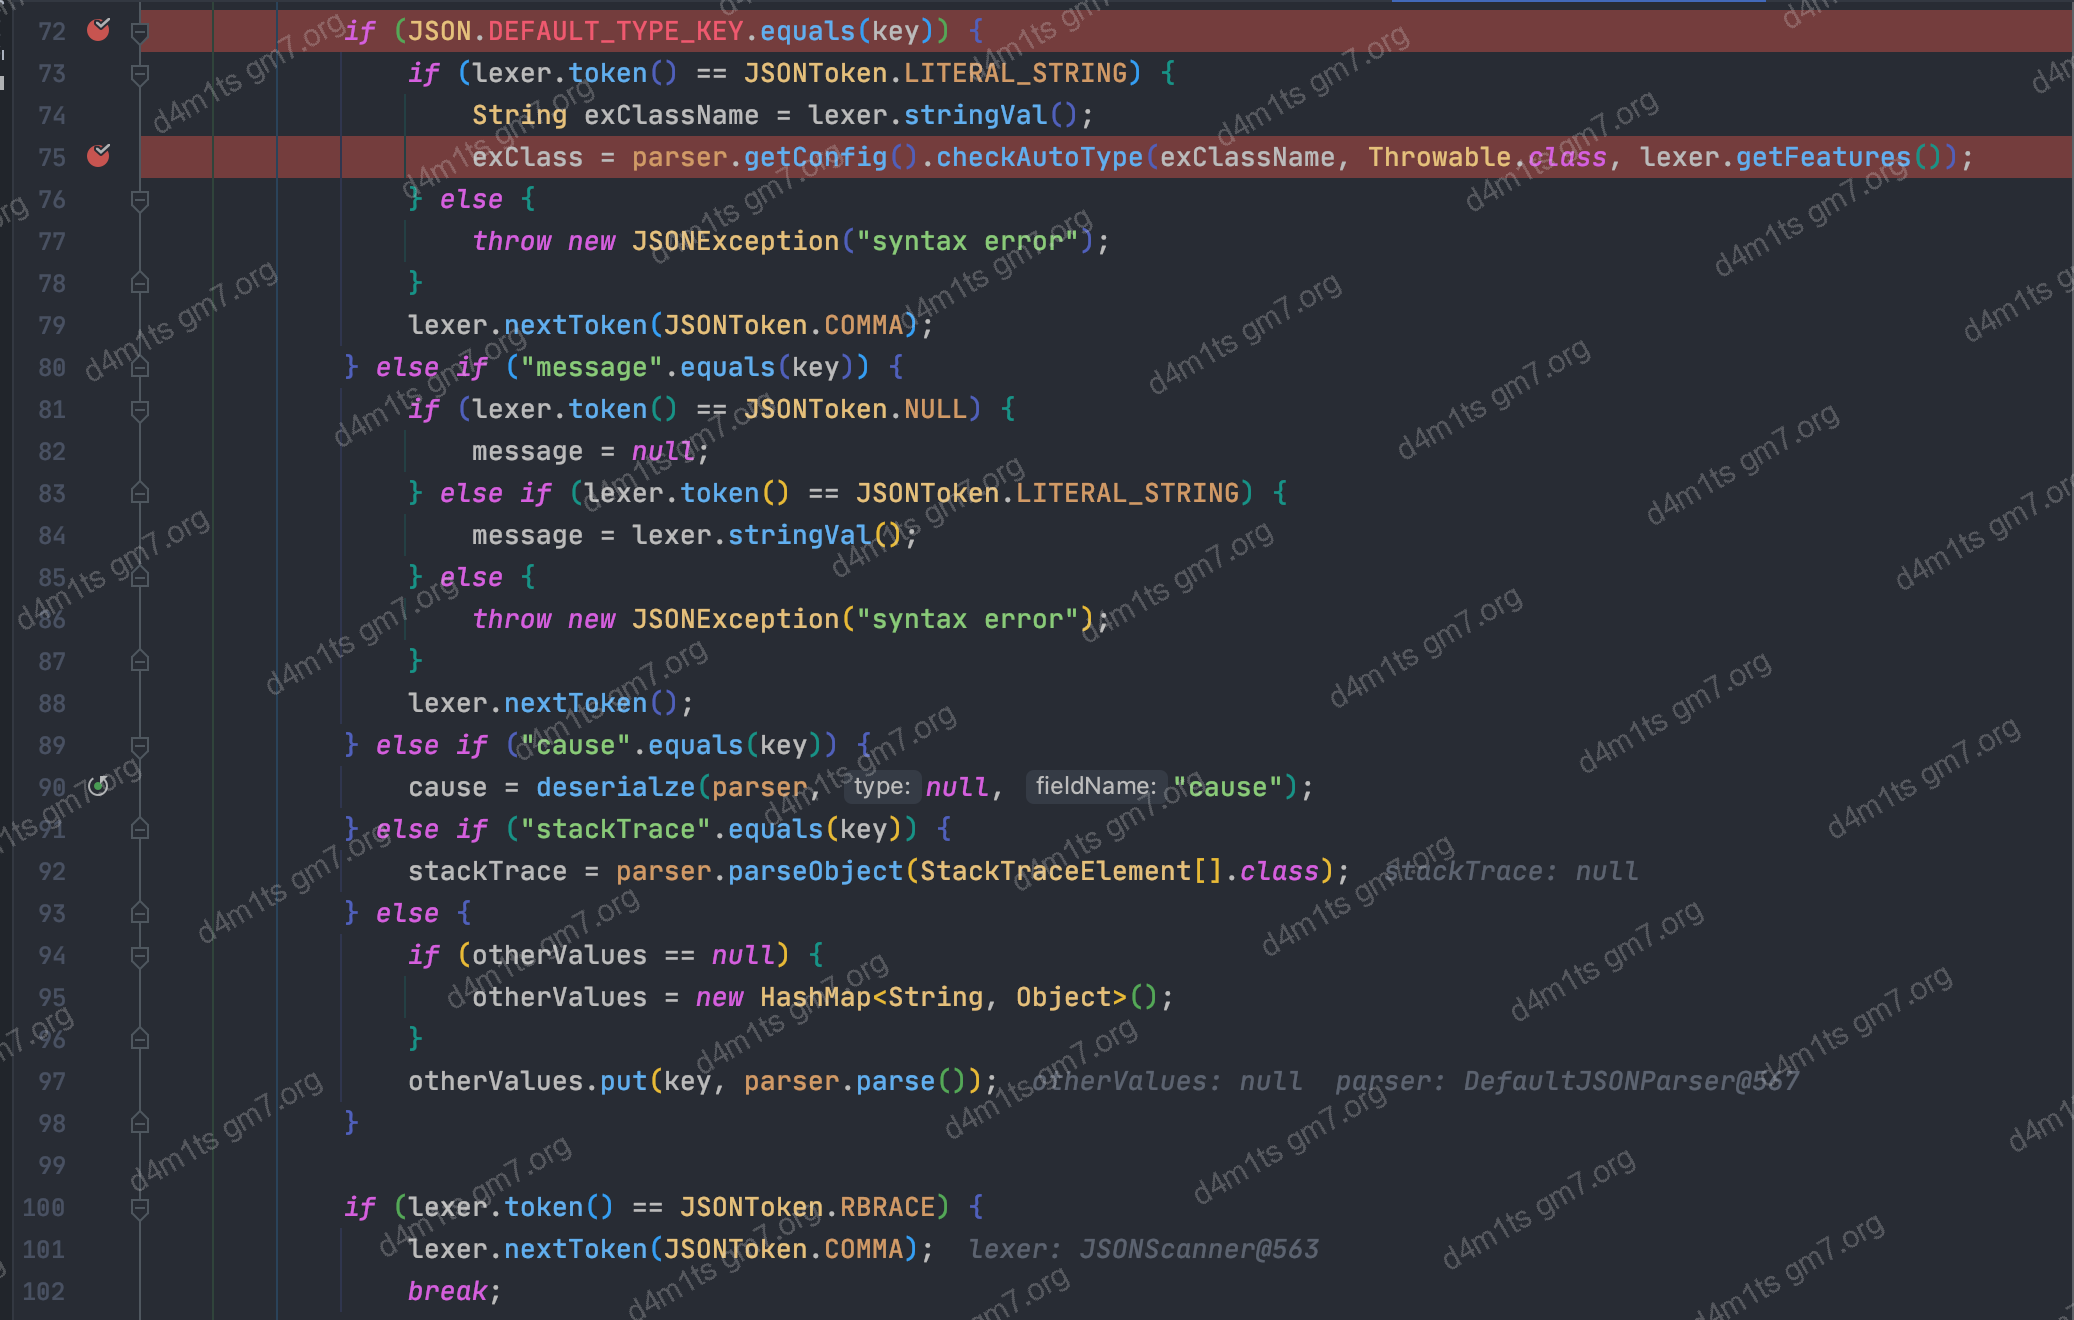 72 if (JSON.DEFAULT_TYPE_KEY.equals(key)) {
73 if (lexer.token() == JSONToken.LITERAL_STRING) {
74 String exClassName = lexer.stringVal();
75 exClass = parser.getConfig().checkAutoType(exClassName, Throwable.class, lexer.getFeatures());
76 } else {
77 throw new JSONException("syntax error");
78 }
79 lexer.nextToken(JSONToken.COMMA);
80 } else if ("message".equals(key)) {
81 if (lexer.token() == JSONToken.NULL) {
82 message = null;
83 } else if (lexer.token() == JSONToken.LITERAL_STRING) {
84 message = lexer.stringVal();
85 } else {
86 throw new JSONException("syntax error");
87 }
88 lexer.nextToken();
89 } else if ("cause".equals(key)) {
90 cause = deserialze(parser, type: null, fieldName: "cause");
91 } else if ("stackTrace".equals(key)) {
92 stackTrace = parser.parseObject(StackTraceElement[].class); stackTrace: null
93 } else {
94 if (otherValues == null) {
95 otherValues = new HashMap<String, Object>();
96 }
97 otherValues.put(key, parser.parse()); otherValues: null parser: DefaultJSONParser@567
98 }
99
100 if (lexer.token() == JSONToken.RBRACE) {
101 lexer.nextToken(JSONToken.COMMA); lexer: JSONScanner@563
102 break;
d4m1ts gm7.org